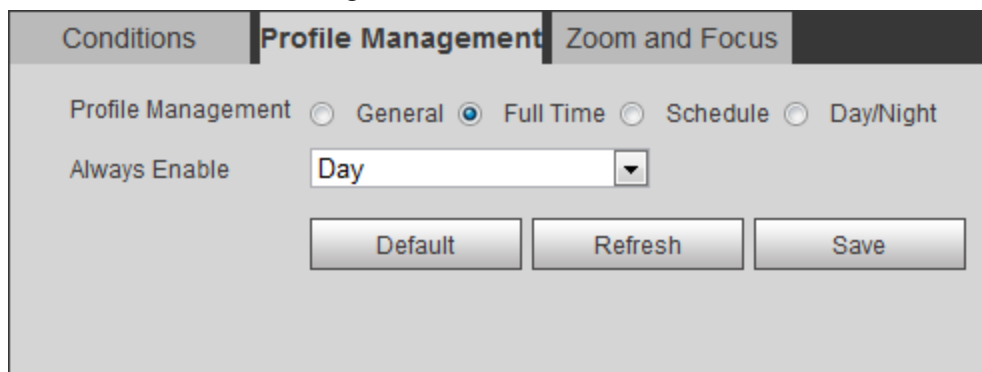 Conditions Profile Management Zoom and Focus
Profile Management General Full Time Schedule Day/Night
Always Enable Day
Default Refresh Save